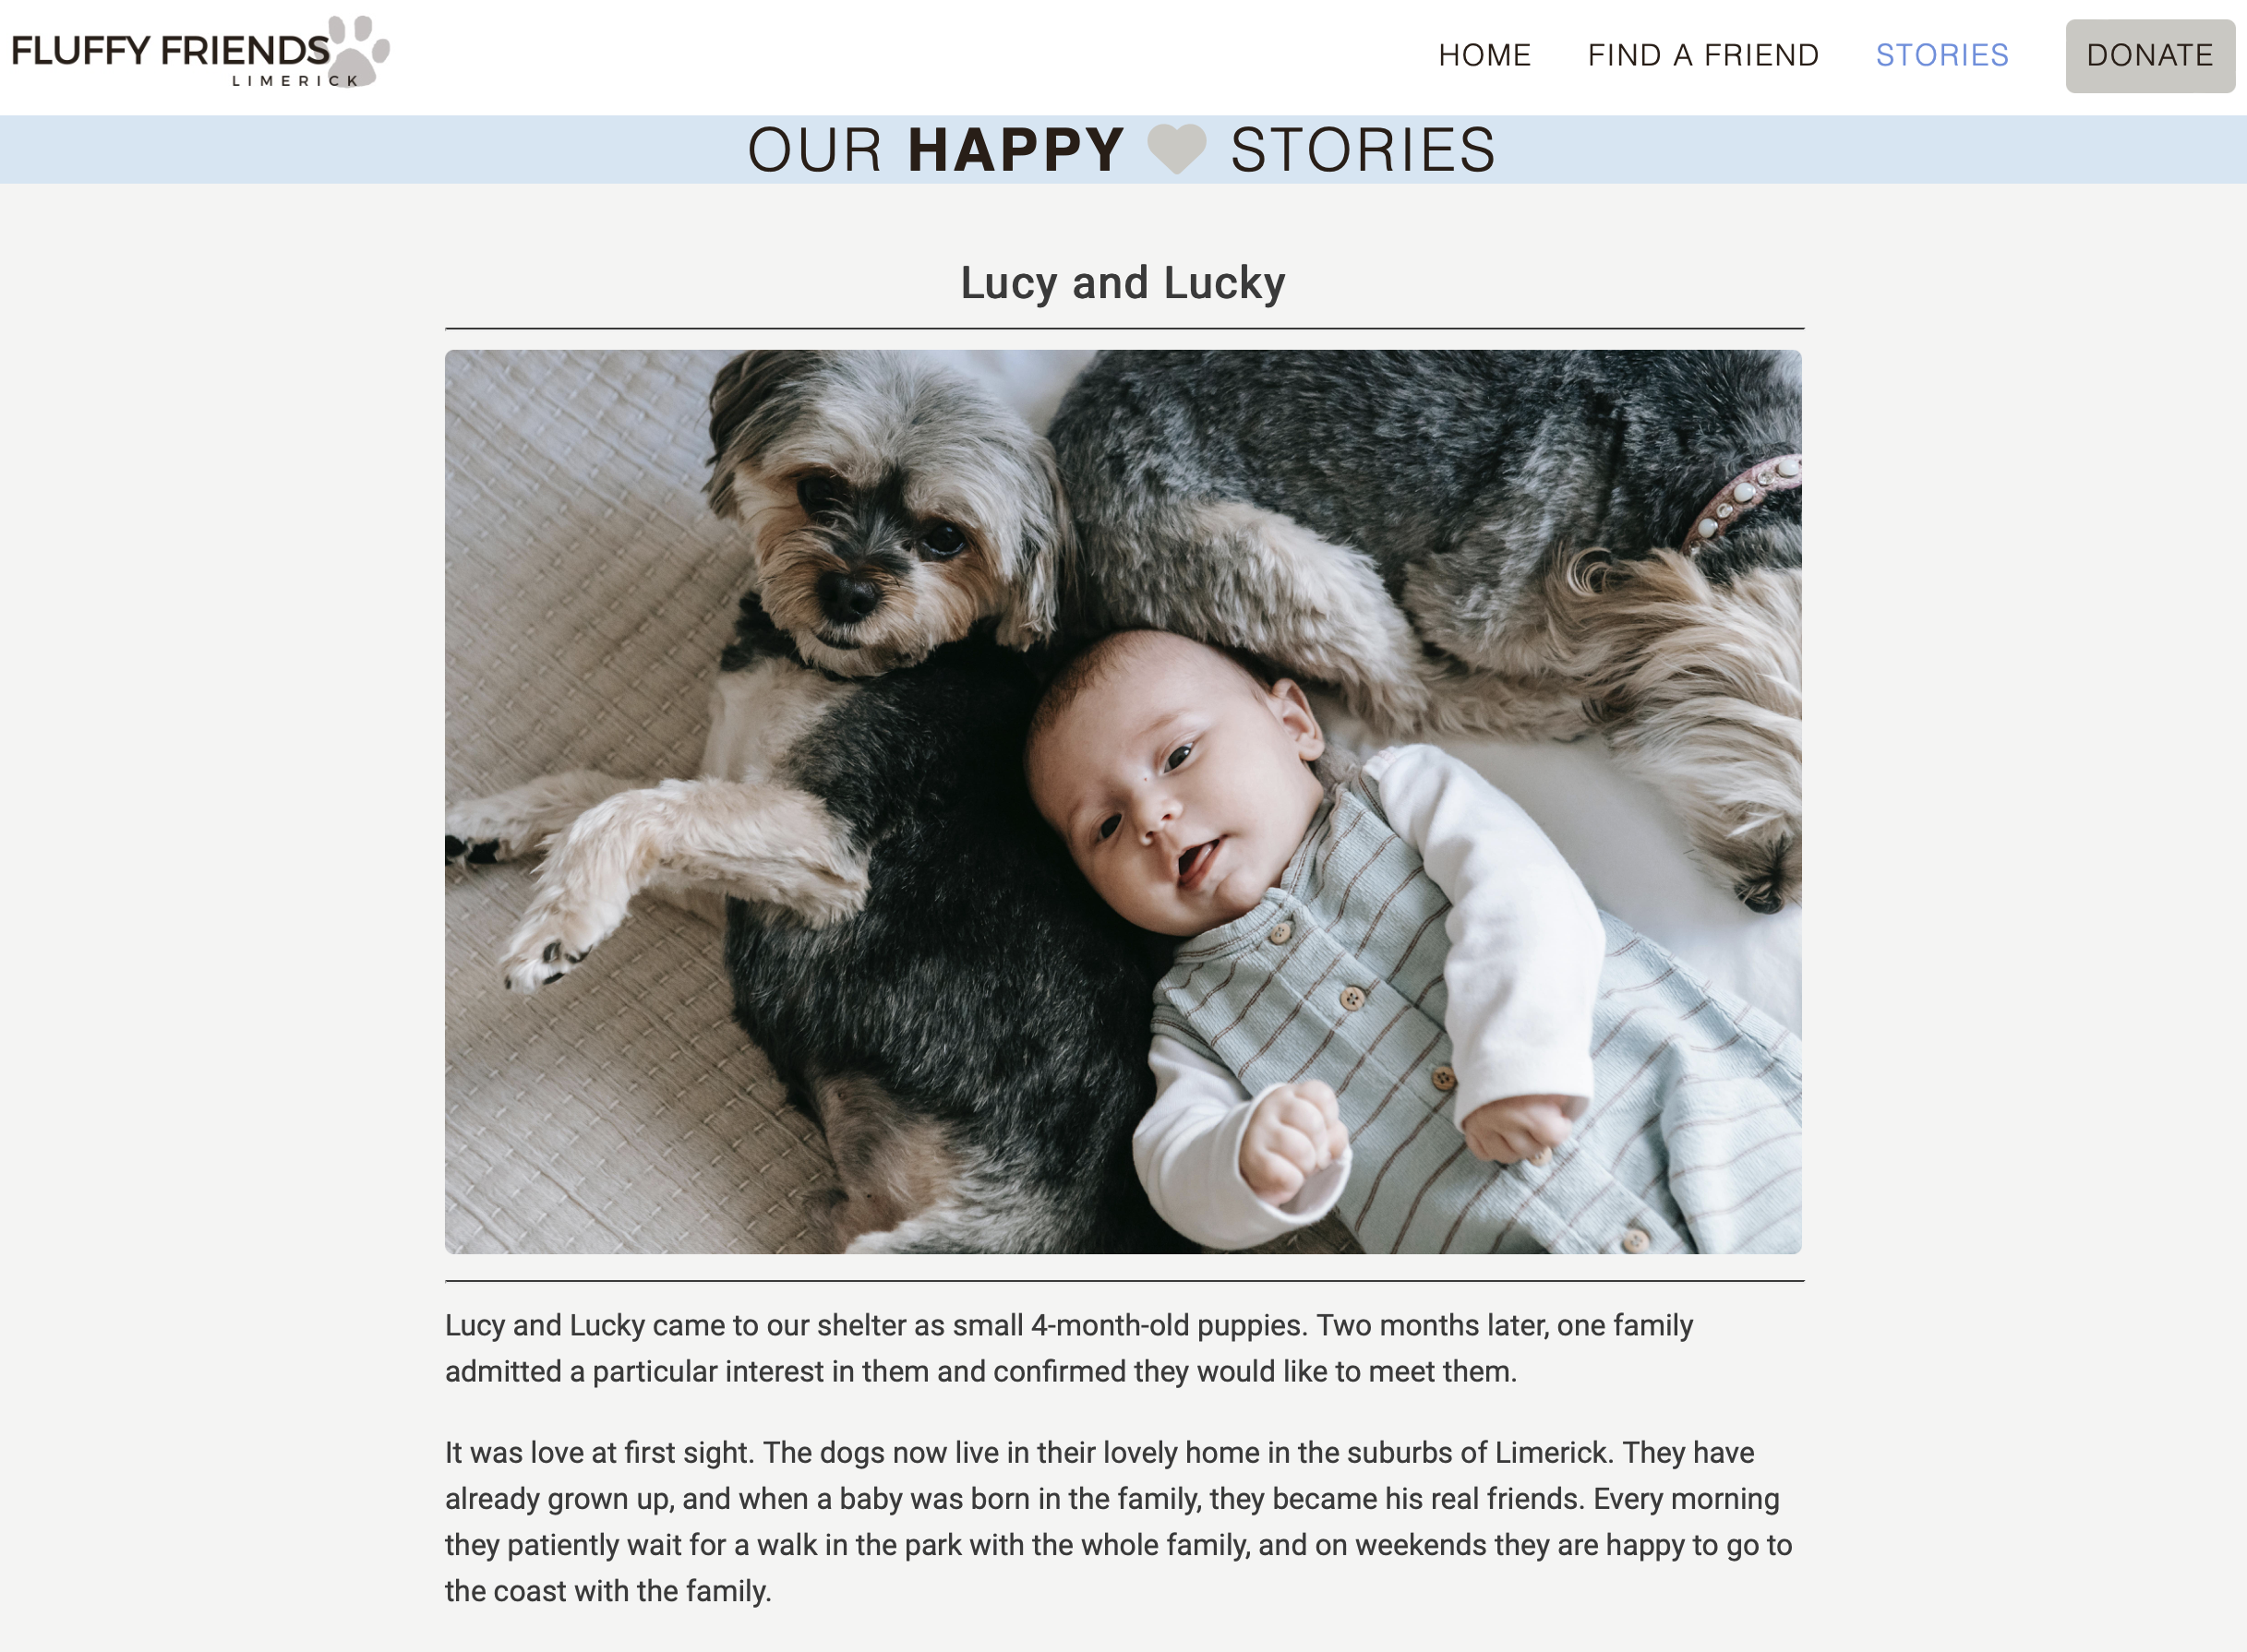 FLUFFY FRIENDS
LIMERICK
HOME
FIND A FRIEND
STORIES
DONATE
OUR HAPPY STORIES
Lucy and Lucky
Lucy and Lucky came to our shelter as small 4-month-old puppies. Two months later, one family
admitted a particular interest in them and confirmed they would like to meet them.
It was love at first sight. The dogs now live in their lovely home in the suburbs of Limerick. They have
already grown up, and when a baby was born in the family, they became his real friends. Every morning
they patiently wait for a walk in the park with the whole family, and on weekends they are happy to go to
the coast with the family.